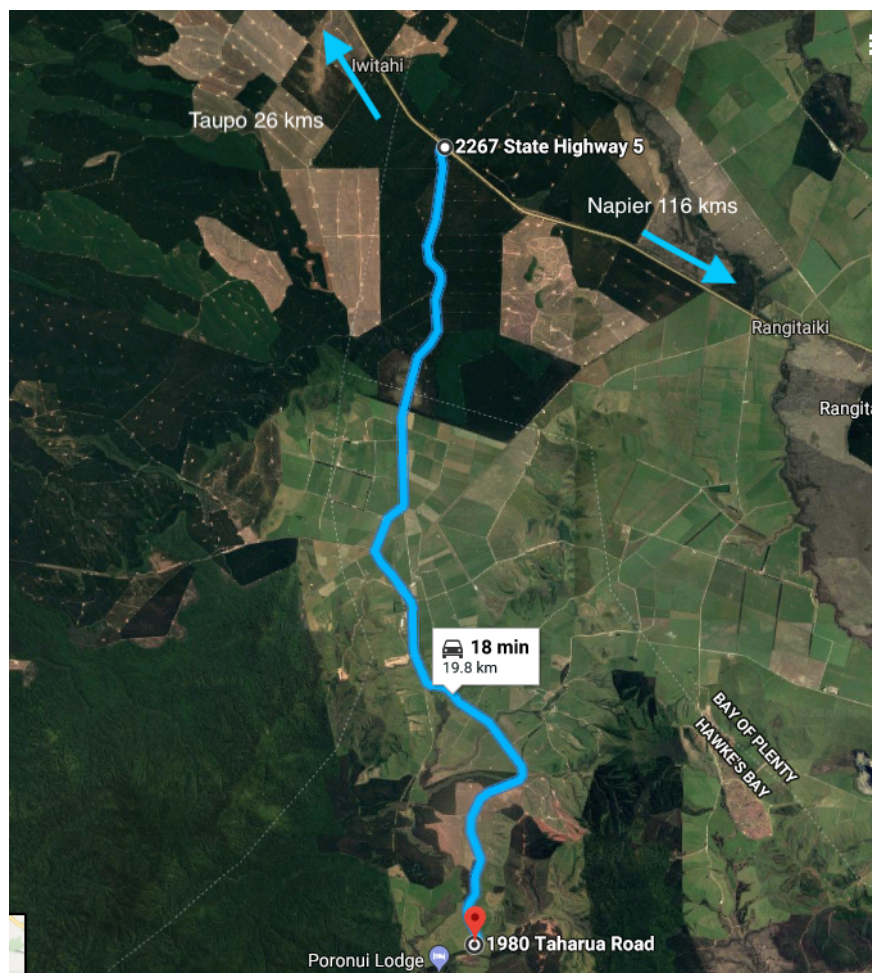 Iwitahi
Taupo 26 kms
2267 State Highway 5
Napier 116 kms
Rangitaiki
Rangita
18 min
19.8 km
BAY OF PLENTY
HAWKE'S BAY
1980 Taharua Road
Poronui Lodge